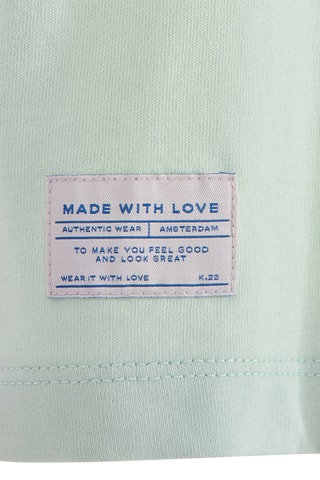 MADE WITH LOVE
AUTHENTIC WEAR AMSTERDAM
TO MAKE YOU FEEL GOOD
AND LOOK GREAT
WEAR IT WITH LOVE K.23